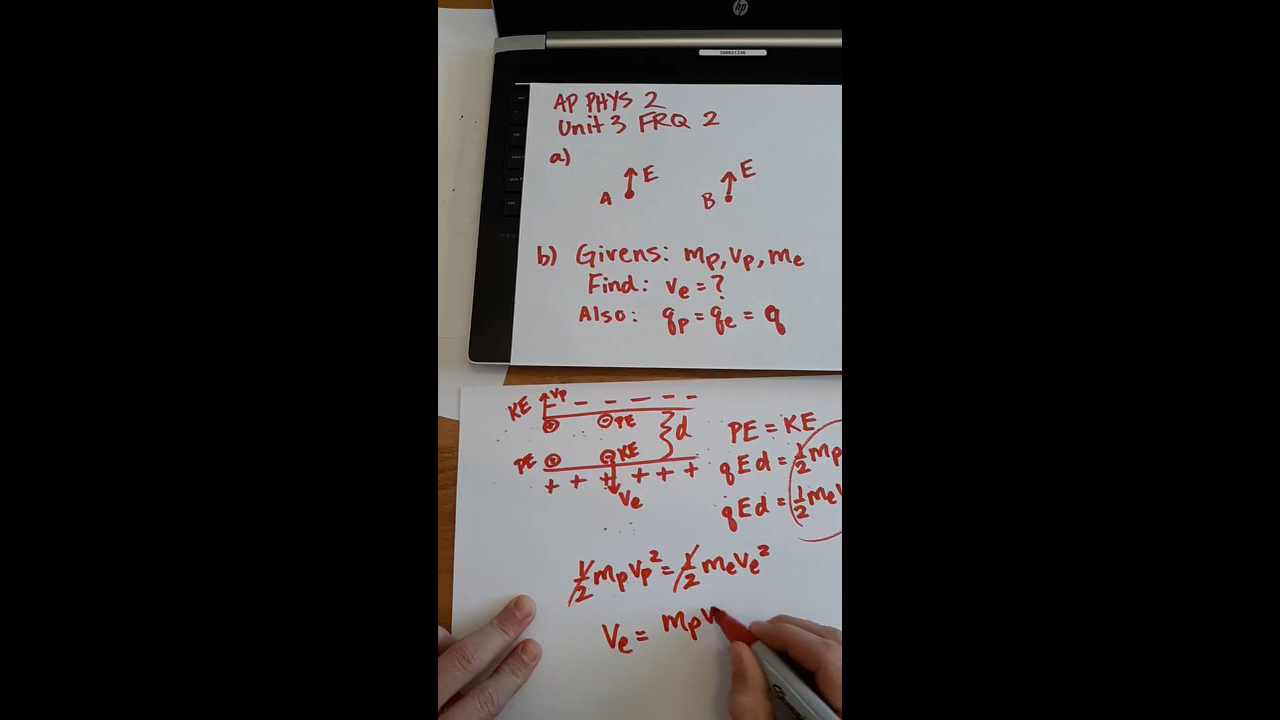 hp
AP PHYS 2
Unit 3 FRQ 2
a)
A E B E
b) Givens: mp, vp, me
Find: ve = ?
Also: qp = qe = q
KE vp - - - - - -
PE
d
PE KE
+ + + + + +
ve
PE = KE
qEd = 1/2 mp
qEd = 1/2 me
1/2 mpvp² = 1/2 meve²
ve = mpv